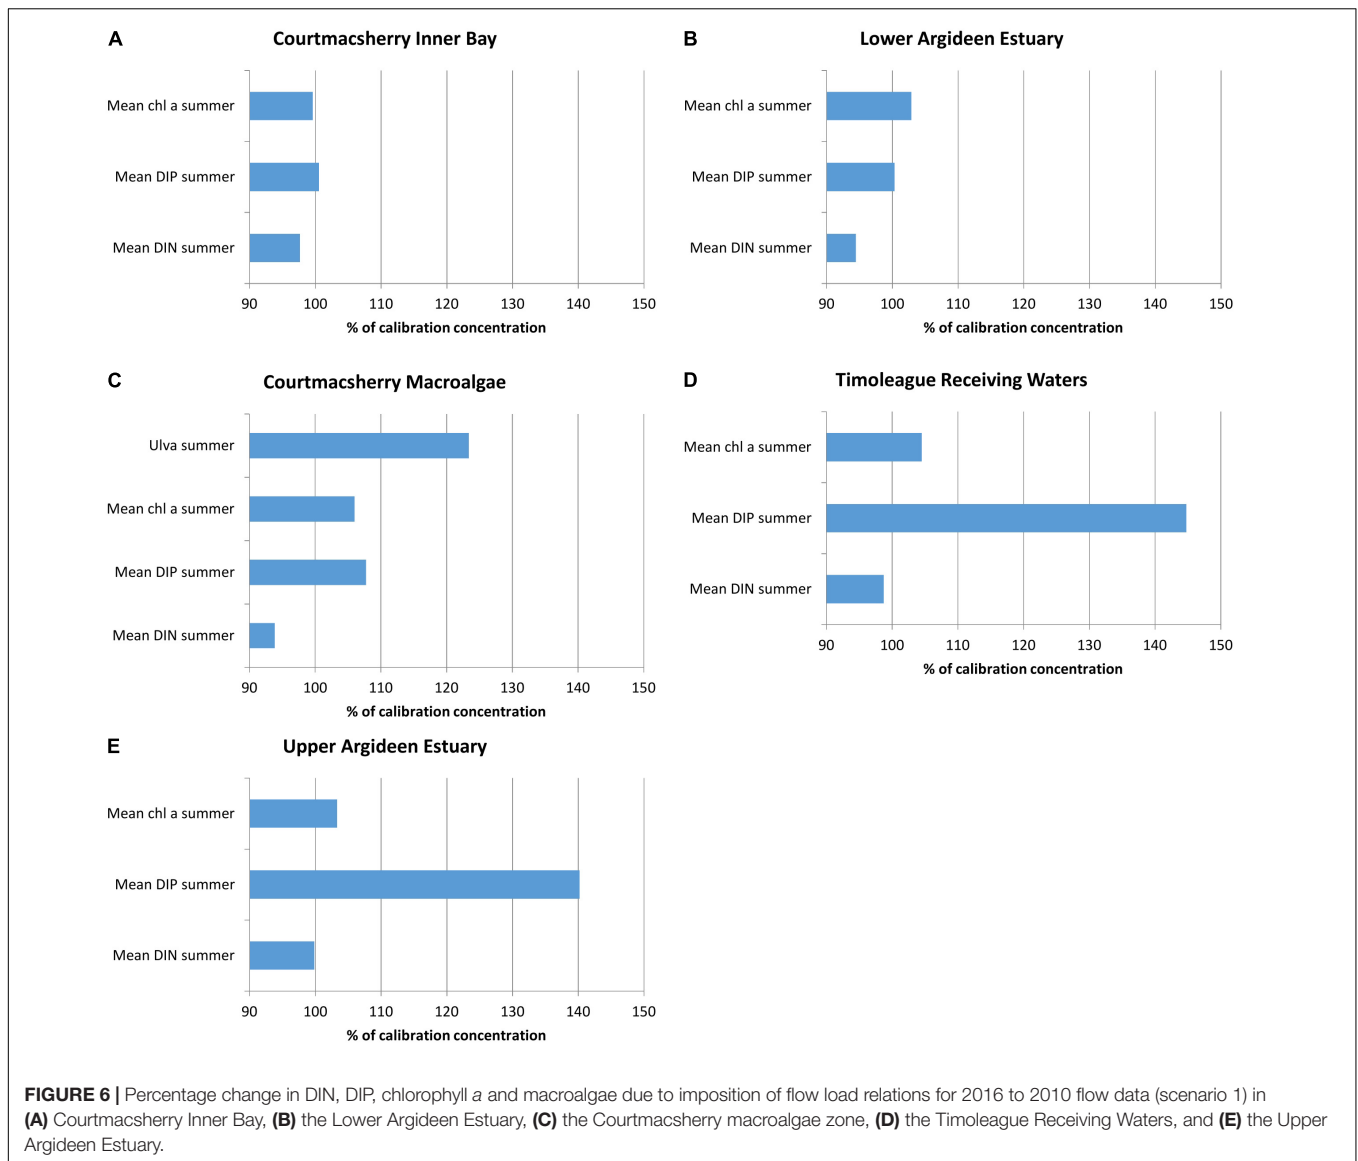 A
Courtmacsherry Inner Bay
Mean chl a summer
Mean DIP summer
Mean DIN summer
90 100 110 120 130 140 150
% of calibration concentration
B
Lower Argideen Estuary
Mean chl a summer
Mean DIP summer
Mean DIN summer
90 100 110 120 130 140 150
% of calibration concentration
C
Courtmacsherry Macroalgae
Ulva summer
Mean chl a summer
Mean DIP summer
Mean DIN summer
90 100 110 120 130 140 150
% of calibration concentration
D
Timoleague Receiving Waters
Mean chl a summer
Mean DIP summer
Mean DIN summer
90 100 110 120 130 140 150
% of calibration concentration
E
Upper Argideen Estuary
Mean chl a summer
Mean DIP summer
Mean DIN summer
90 100 110 120 130 140 150
% of calibration concentration
FIGURE 6 | Percentage change in DIN, DIP, chlorophyll a and macroalgae due to imposition of flow load relations for 2016 to 2010 flow data (scenario 1) in
(A) Courtmacsherry Inner Bay, (B) the Lower Argideen Estuary, (C) the Courtmacsherry macroalgae zone, (D) the Timoleague Receiving Waters, and (E) the Upper
Argideen Estuary.